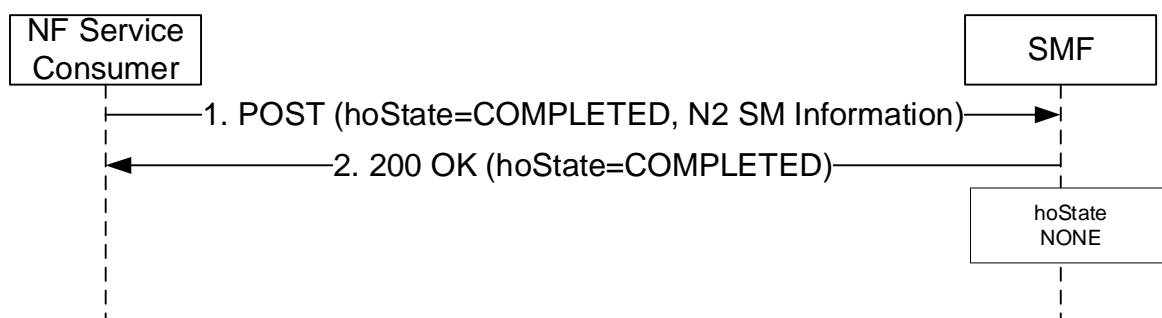 NF Service
Consumer
SMF
1. POST (hoState=COMPLETED, N2 SM Information)
2. 200 OK (hoState=COMPLETED)
hoState
NONE